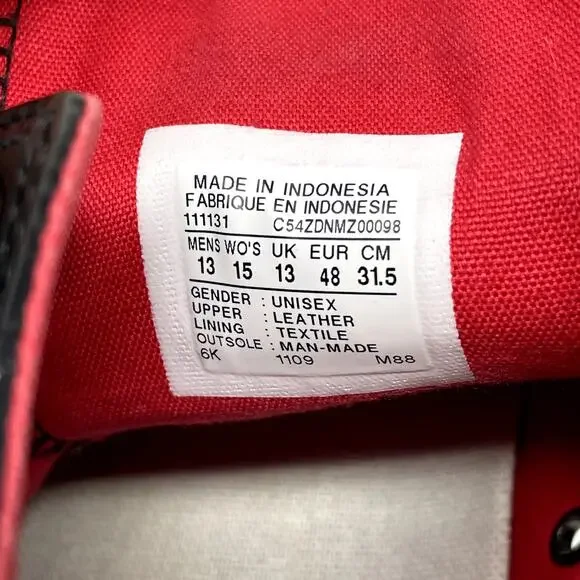 MADE IN INDONESIA
FABRIQUE EN INDONESIE
111131 C54ZDNMZ00098
MENS WO'S UK EUR CM
13 15 13 48 31.5
GENDER : UNISEX
UPPER : LEATHER
LINING : TEXTILE
OUTSOLE : MAN-MADE
6K 1109 M88